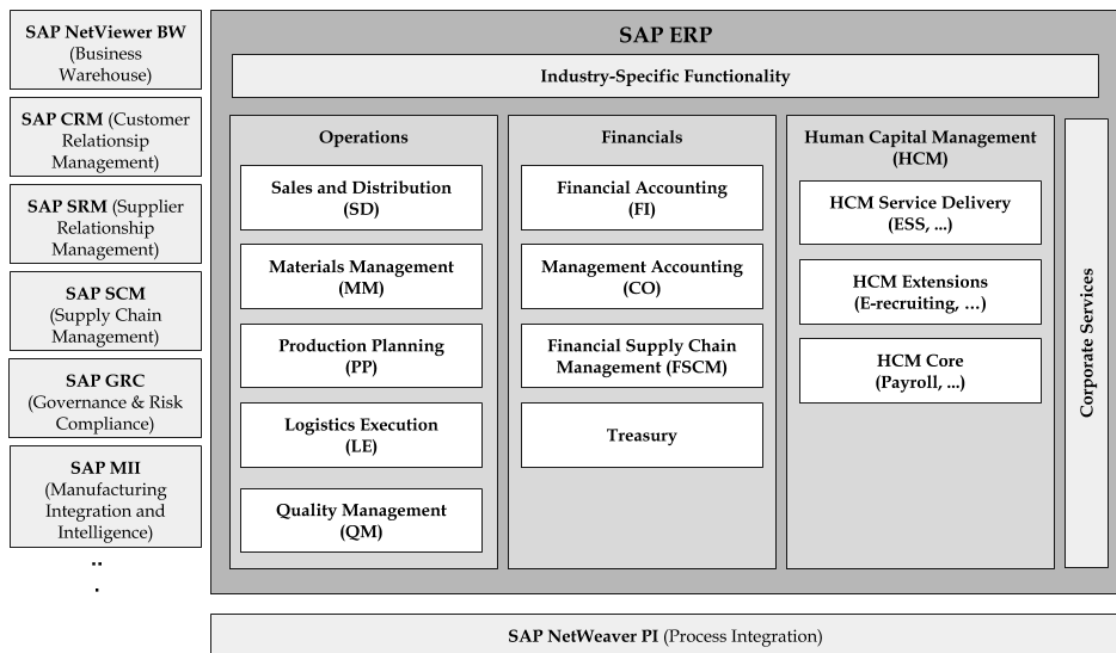 SAP NetViewer BW
(Business
Warehouse)
SAP CRM (Customer
Relationsip
Management)
SAP SRM (Supplier
Relationship
Management)
SAP SCM
(Supply Chain
Management)
SAP GRC
(Governance & Risk
Compliance)
SAP MII
(Manufacturing
Integration and
Intelligence)
..
.
SAP ERP
Industry-Specific Functionality
Operations
Sales and Distribution
(SD)
Materials Management
(MM)
Production Planning
(PP)
Logistics Execution
(LE)
Quality Management
(QM)
Financials
Financial Accounting
(FI)
Management Accounting
(CO)
Financial Supply Chain
Management (FSCM)
Treasury
Human Capital Management
(HCM)
HCM Service Delivery
(ESS, ...)
HCM Extensions
(E-recruiting, …)
HCM Core
(Payroll, ...)
Corporate Services
SAP NetWeaver PI (Process Integration)